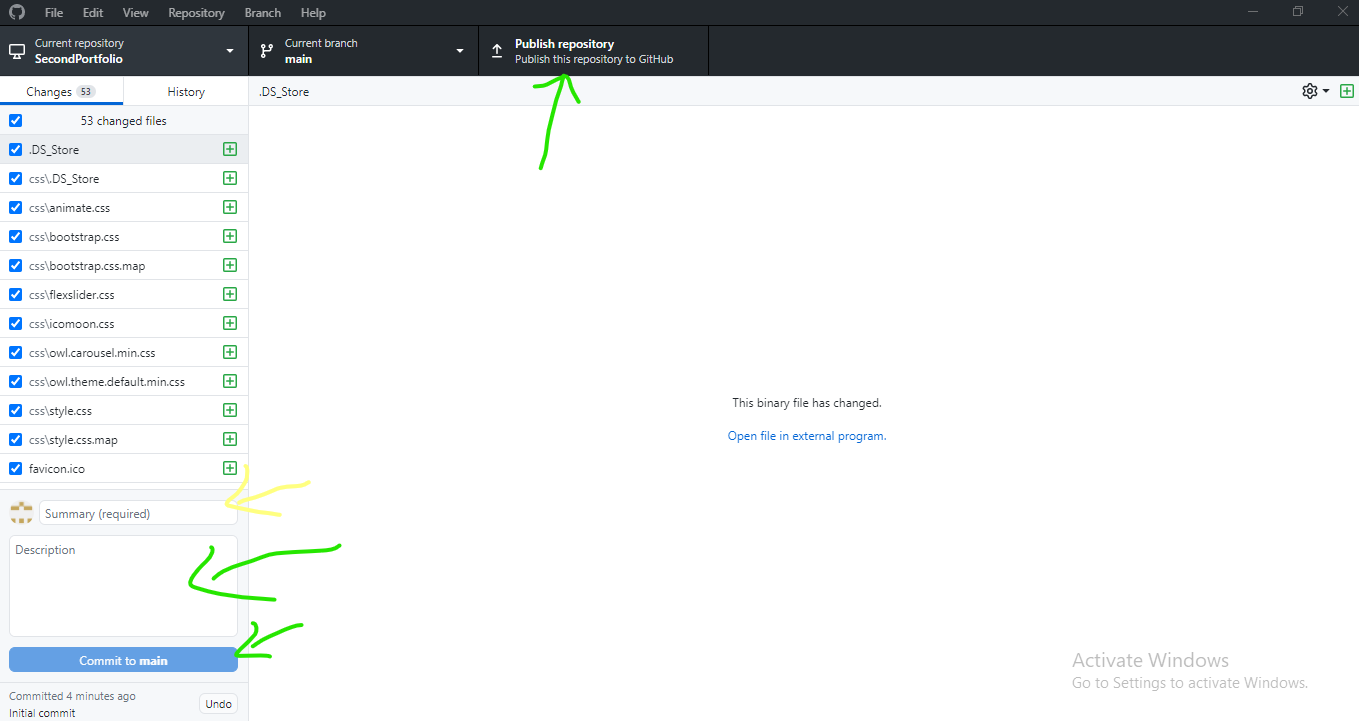 File Edit View Repository Branch Help
Current repository
SecondPortfolio
Current branch
main
Publish repository
Publish this repository to GitHub
Changes 53
History
.DS_Store
53 changed files
.DS_Store
css\.DS_Store
css\animate.css
css\bootstrap.css
css\bootstrap.css.map
css\flexslider.css
css\icomoon.css
css\owl.carousel.min.css
css\owl.theme.default.min.css
css\style.css
css\style.css.map
favicon.ico
Summary (required)
Description
Commit to main
Committed 4 minutes ago
Initial commit
Undo
This binary file has changed.
Open file in external program.
Activate Windows
Go to Settings to activate Windows.